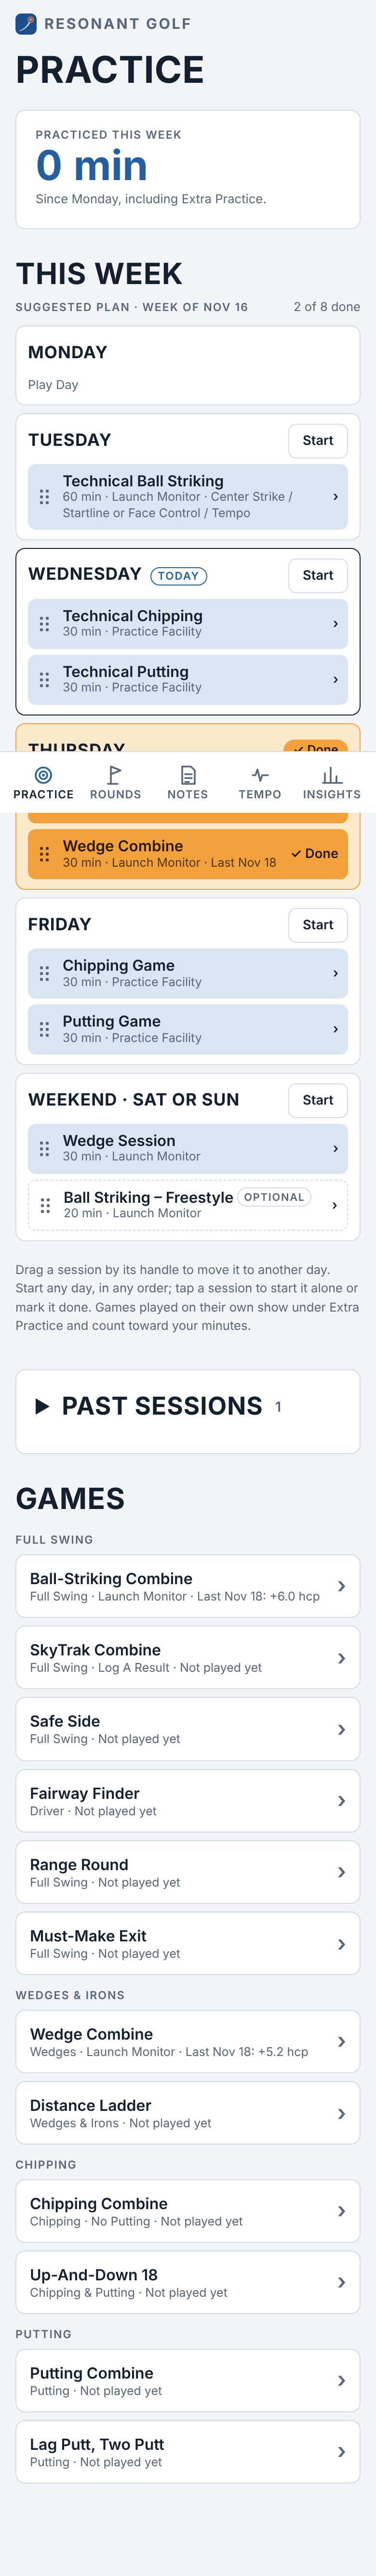 RESONANT GOLF
PRACTICE
PRACTICED THIS WEEK
0 min
Since Monday, including Extra Practice.
THIS WEEK
SUGGESTED PLAN · WEEK OF NOV 16
2 of 8 done
MONDAY
Play Day
TUESDAY
Start
Technical Ball Striking
60 min · Launch Monitor · Center Strike /
Startline or Face Control / Tempo
›
WEDNESDAY
TODAY
Start
Technical Chipping
30 min · Practice Facility
›
Technical Putting
30 min · Practice Facility
›
THURSDAY
✓ Done
PRACTICE
ROUNDS
NOTES
TEMPO
INSIGHTS
Wedge Combine
30 min · Launch Monitor · Last Nov 18
✓ Done
FRIDAY
Start
Chipping Game
30 min · Practice Facility
›
Putting Game
30 min · Practice Facility
›
WEEKEND · SAT OR SUN
Start
Wedge Session
30 min · Launch Monitor
›
Ball Striking – Freestyle OPTIONAL
20 min · Launch Monitor
›
Drag a session by its handle to move it to another day.
Start any day, in any order; tap a session to start it alone or
mark it done. Games played on their own show under Extra
Practice and count toward your minutes.
▶ PAST SESSIONS 1
GAMES
FULL SWING
Ball-Striking Combine
Full Swing · Launch Monitor · Last Nov 18: +6.0 hcp
›
SkyTrak Combine
Full Swing · Log A Result · Not played yet
›
Safe Side
Full Swing · Not played yet
›
Fairway Finder
Driver · Not played yet
›
Range Round
Full Swing · Not played yet
›
Must-Make Exit
Full Swing · Not played yet
›
WEDGES & IRONS
Wedge Combine
Wedges · Launch Monitor · Last Nov 18: +5.2 hcp
›
Distance Ladder
Wedges & Irons · Not played yet
›
CHIPPING
Chipping Combine
Chipping · No Putting · Not played yet
›
Up-And-Down 18
Chipping & Putting · Not played yet
›
PUTTING
Putting Combine
Putting · Not played yet
›
Lag Putt, Two Putt
Putting · Not played yet
›